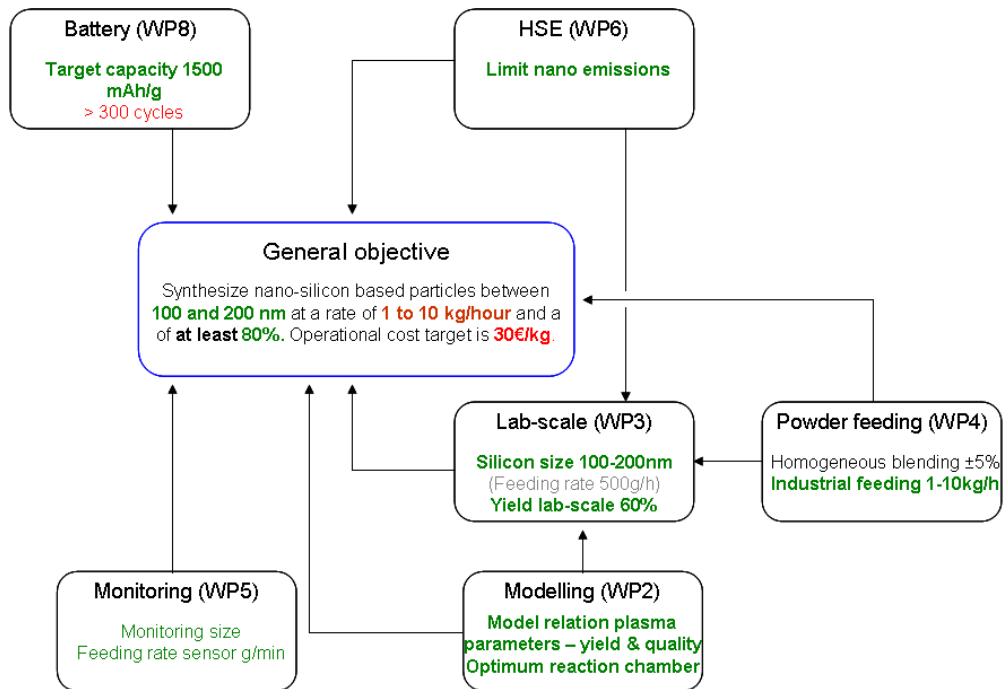 Battery (WP8)
Target capacity 1500
mAh/g
> 300 cycles
HSE (WP6)
Limit nano emissions
General objective
Synthesize nano-silicon based particles between
100 and 200 nm at a rate of 1 to 10 kg/hour and a
of at least 80%. Operational cost target is 30€/kg.
Lab-scale (WP3)
Silicon size 100-200nm
(Feeding rate 500g/h)
Yield lab-scale 60%
Powder feeding (WP4)
Homogeneous blending ±5%
Industrial feeding 1-10kg/h
Monitoring (WP5)
Monitoring size
Feeding rate sensor g/min
Modelling (WP2)
Model relation plasma
parameters – yield & quality
Optimum reaction chamber